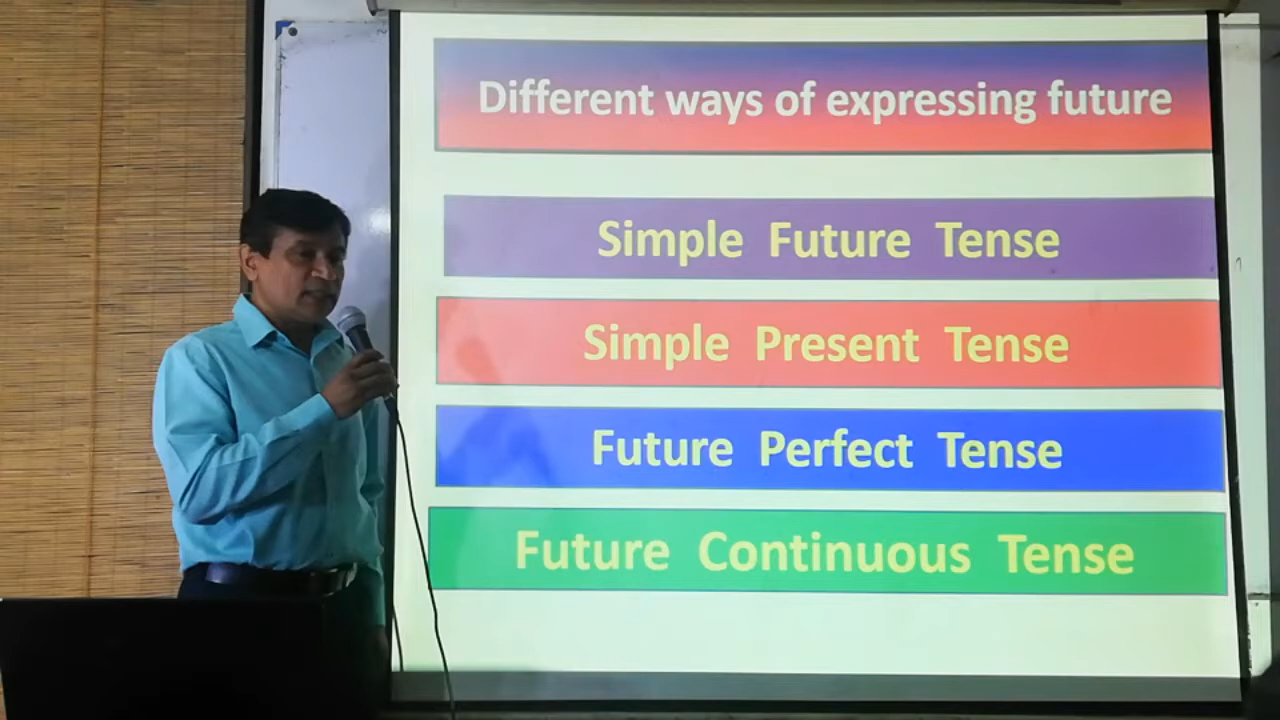 Different ways of expressing future
Simple Future Tense
Simple Present Tense
Future Perfect Tense
Future Continuous Tense